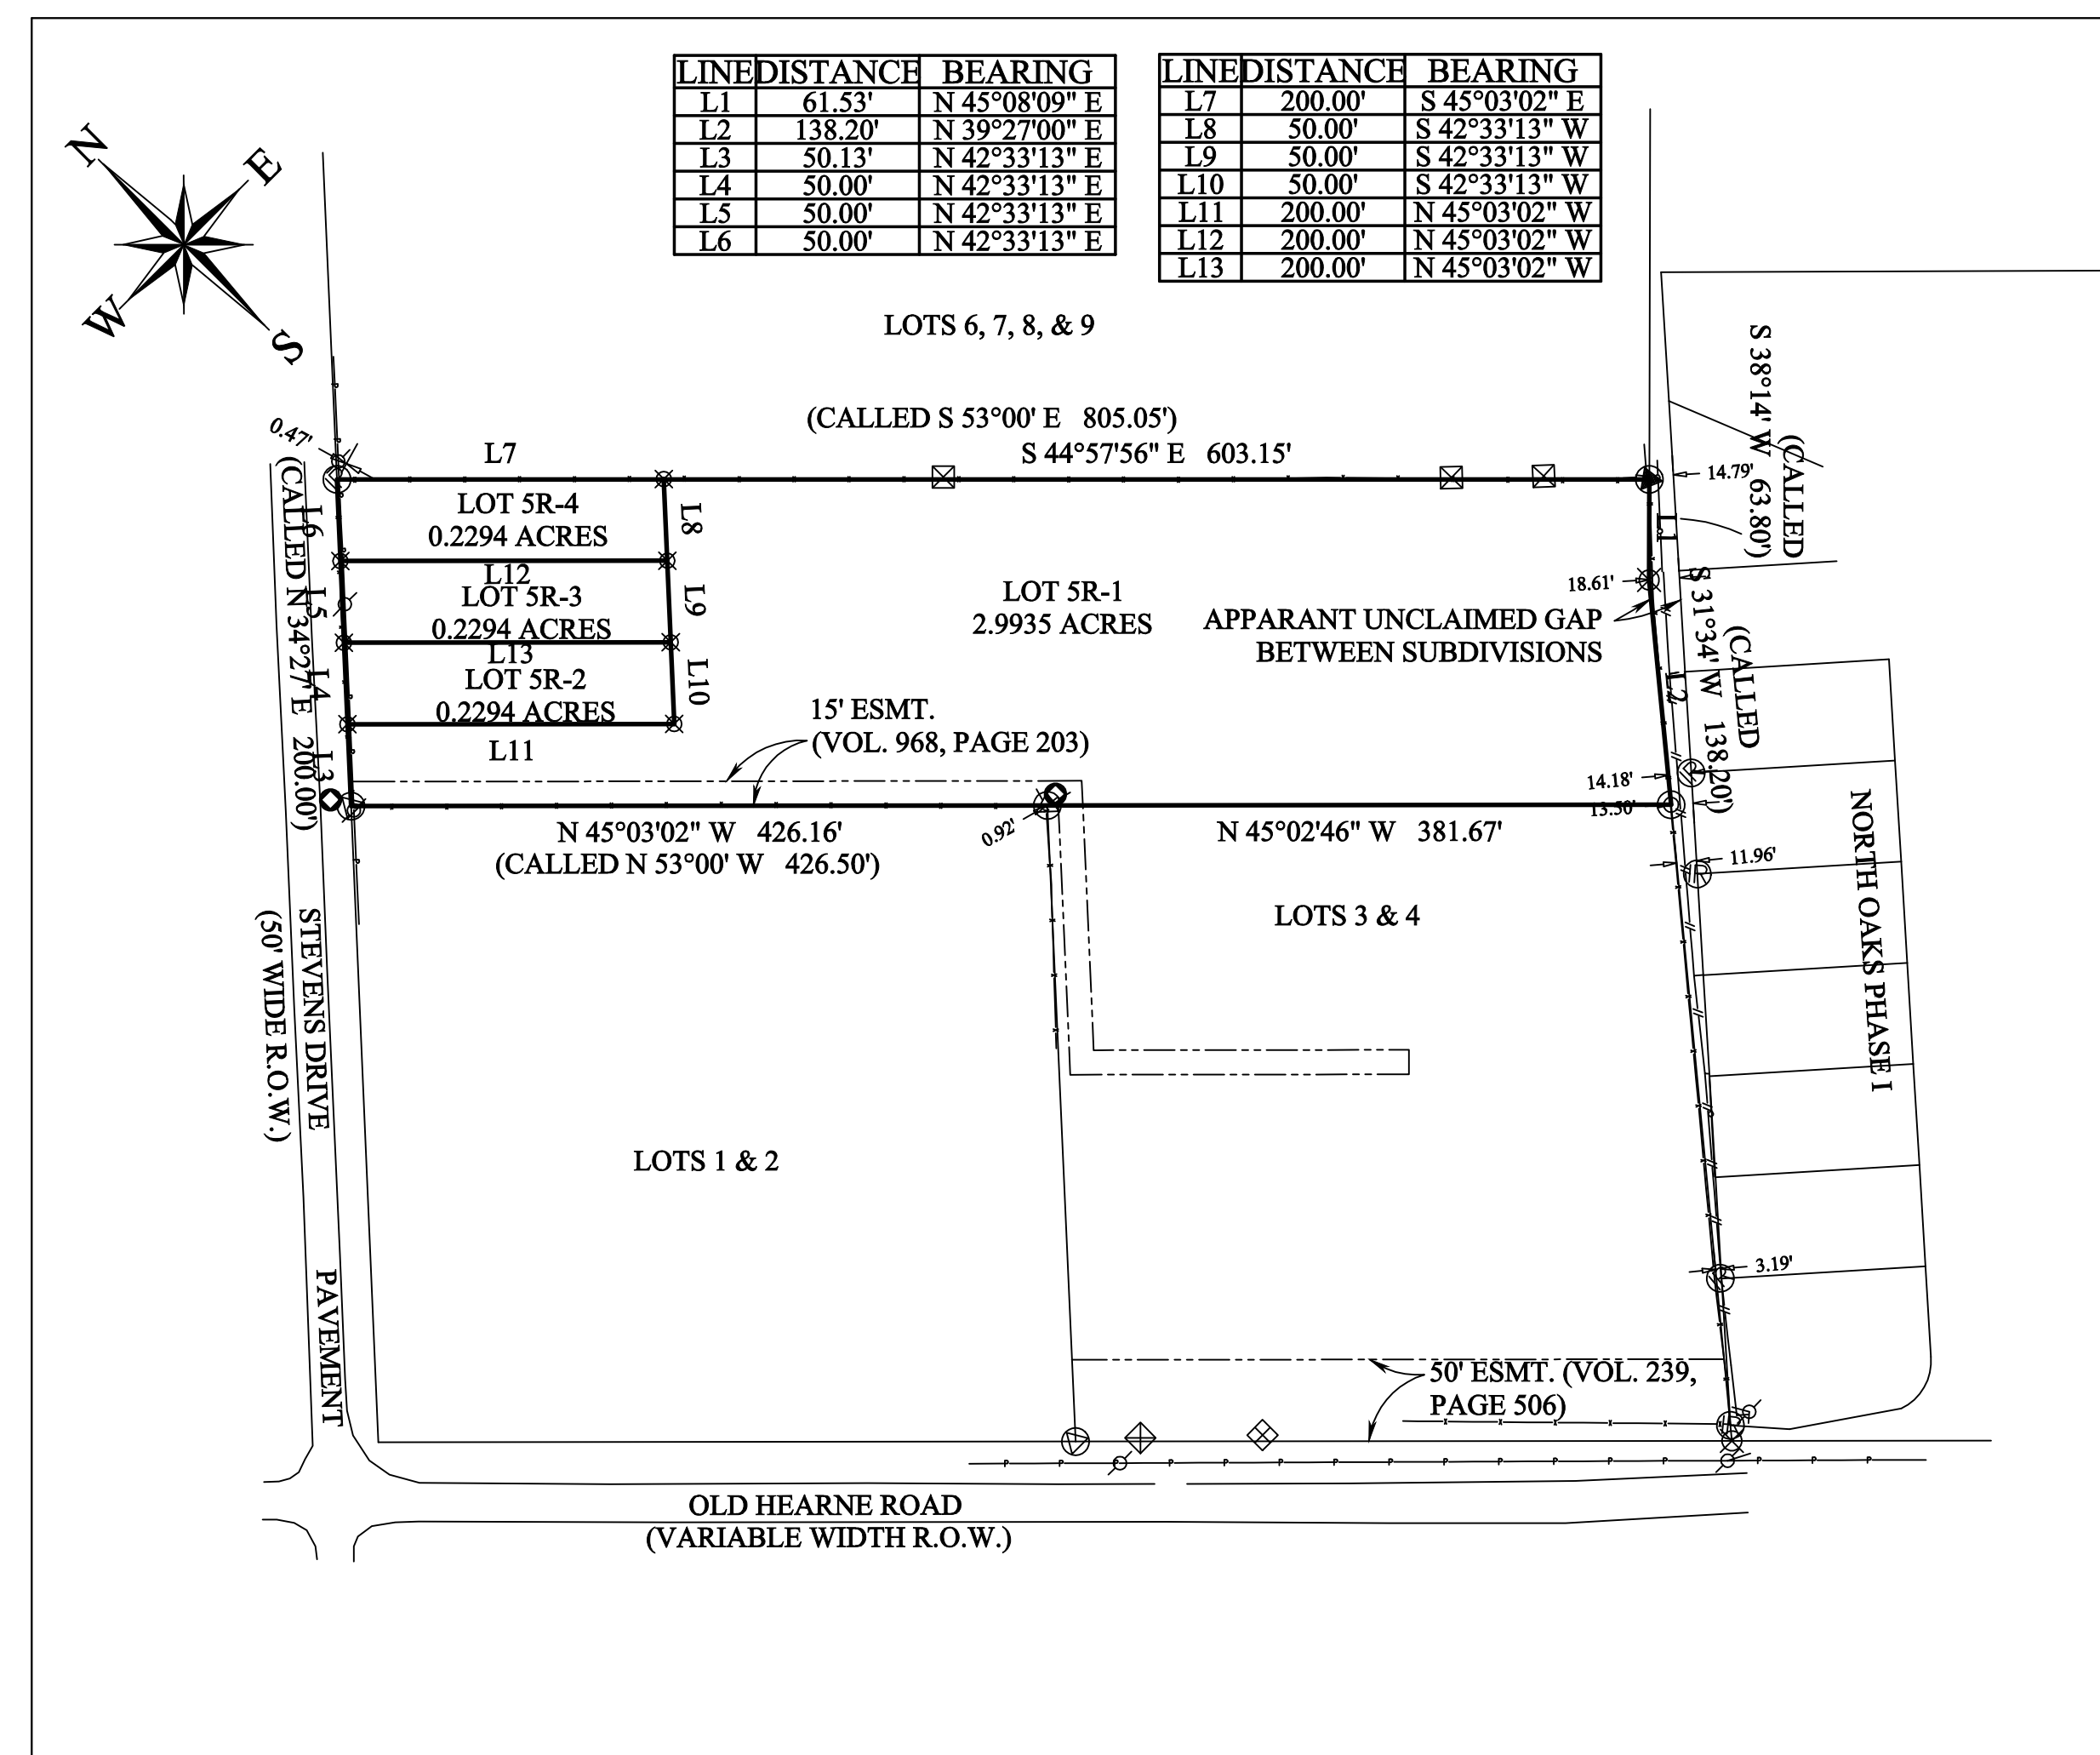 LINE DISTANCE BEARING
L1 61.53' N 45°08'09" E
L2 138.20' N 39°27'00" E
L3 50.13' N 42°33'13" E
L4 50.00' N 42°33'13" E
L5 50.00' N 42°33'13" E
L6 50.00' N 42°33'13" E
LINE DISTANCE BEARING
L7 200.00' S 45°03'02" E
L8 50.00' S 42°33'13" W
L9 50.00' S 42°33'13" W
L10 50.00' S 42°33'13" W
L11 200.00' N 45°03'02" W
L12 200.00' N 45°03'02" W
L13 200.00' N 45°03'02" W
N
E
W
S
LOTS 6, 7, 8, & 9
(CALLED S 53°00' E 805.05')
S 44°57'56" E 603.15'
L7
0.47'
LOT 5R-4
0.2294 ACRES
L12
LOT 5R-3
0.2294 ACRES
L13
LOT 5R-2
0.2294 ACRES
L11
L6
L5
L4
L3
(CALLED N 34°27' E 200.00')
L8
L9
L10
LOT 5R-1
2.9935 ACRES
APPARANT UNCLAIMED GAP
BETWEEN SUBDIVISIONS
15' ESMT.
(VOL. 968, PAGE 203)
L1
L2
(CALLED
S 38°14' W 63.80')
(CALLED
S 31°34' W 138.20')
14.79'
18.61'
14.18'
13.50'
11.96'
3.19'
0.92'
N 45°03'02" W 426.16'
(CALLED N 53°00' W 426.50')
N 45°02'46" W 381.67'
LOTS 3 & 4
LOTS 1 & 2
NORTH OAKS PHASE I
STEVENS DRIVE
(50' WIDE R.O.W.)
PAVEMENT
50' ESMT. (VOL. 239,
PAGE 506)
OLD HEARNE ROAD
(VARIABLE WIDTH R.O.W.)